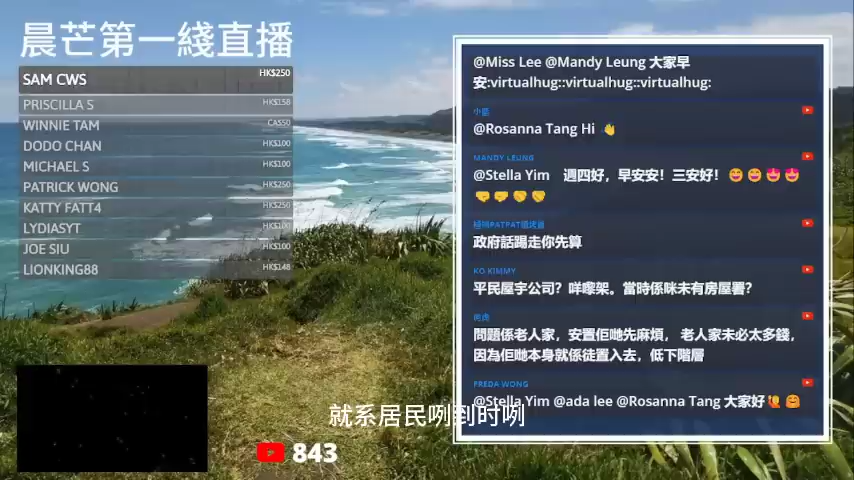 晨芒第一綫直播
SAM CWS HK$250
PRISCILLA S HK$158
WINNIE TAM CA$50
DODO CHAN HK$100
MICHAEL S HK$100
PATRICK WONG HK$250
KATTY FATT4 HK$250
LYDIASYT HK$100
JOE SIU HK$100
LIONKING88 HK$148
@Miss Lee @Mandy Leung 大家早
安:virtualhug::virtualhug::virtualhug:
@Rosanna Tang Hi 👋
MANDY LEUNG
@Stella Yim 週四好，早安安！三安好！
政府話踢走你先算
KO KIMMY
平民屋宇公司？咩嚟架。當時係咪未有房屋署？
問題係老人家，安置佢哋先麻煩， 老人家未必太多錢，
因為佢哋本身就係徒置入去，低下階層
FREDA WONG
@Stella Yim @ada lee @Rosanna Tang 大家好
就系居民咧到时咧
843